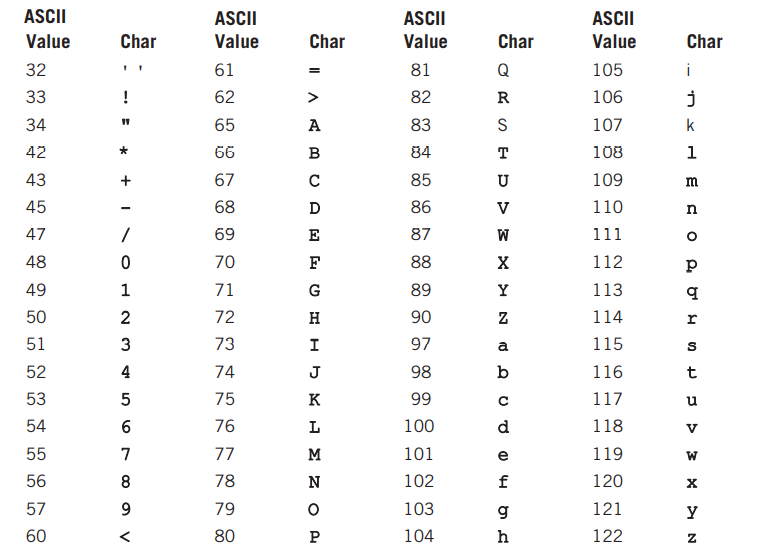 ASCII ASCII ASCII ASCII
Value Char Value Char Value Char Value Char
32 ' ' 61 = 81 Q 105 i
33 ! 62 > 82 R 106 j
34 " 65 A 83 S 107 k
42 * 66 B 84 T 108 l
43 + 67 C 85 U 109 m
45 - 68 D 86 V 110 n
47 / 69 E 87 W 111 o
48 0 70 F 88 X 112 p
49 1 71 G 89 Y 113 q
50 2 72 H 90 Z 114 r
51 3 73 I 97 a 115 s
52 4 74 J 98 b 116 t
53 5 75 K 99 c 117 u
54 6 76 L 100 d 118 v
55 7 77 M 101 e 119 w
56 8 78 N 102 f 120 x
57 9 79 O 103 g 121 y
60 < 80 P 104 h 122 z